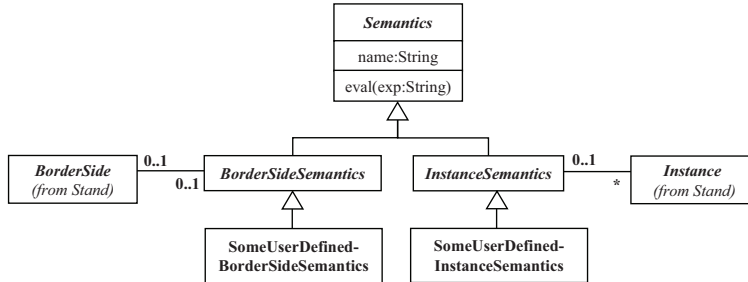 Semantics
name:String
eval(exp:String)
BorderSide
(from Stand)
0..1
0..1
BorderSideSemantics
InstanceSemantics
0..1
*
Instance
(from Stand)
SomeUserDefined-
BorderSideSemantics
SomeUserDefined-
InstanceSemantics